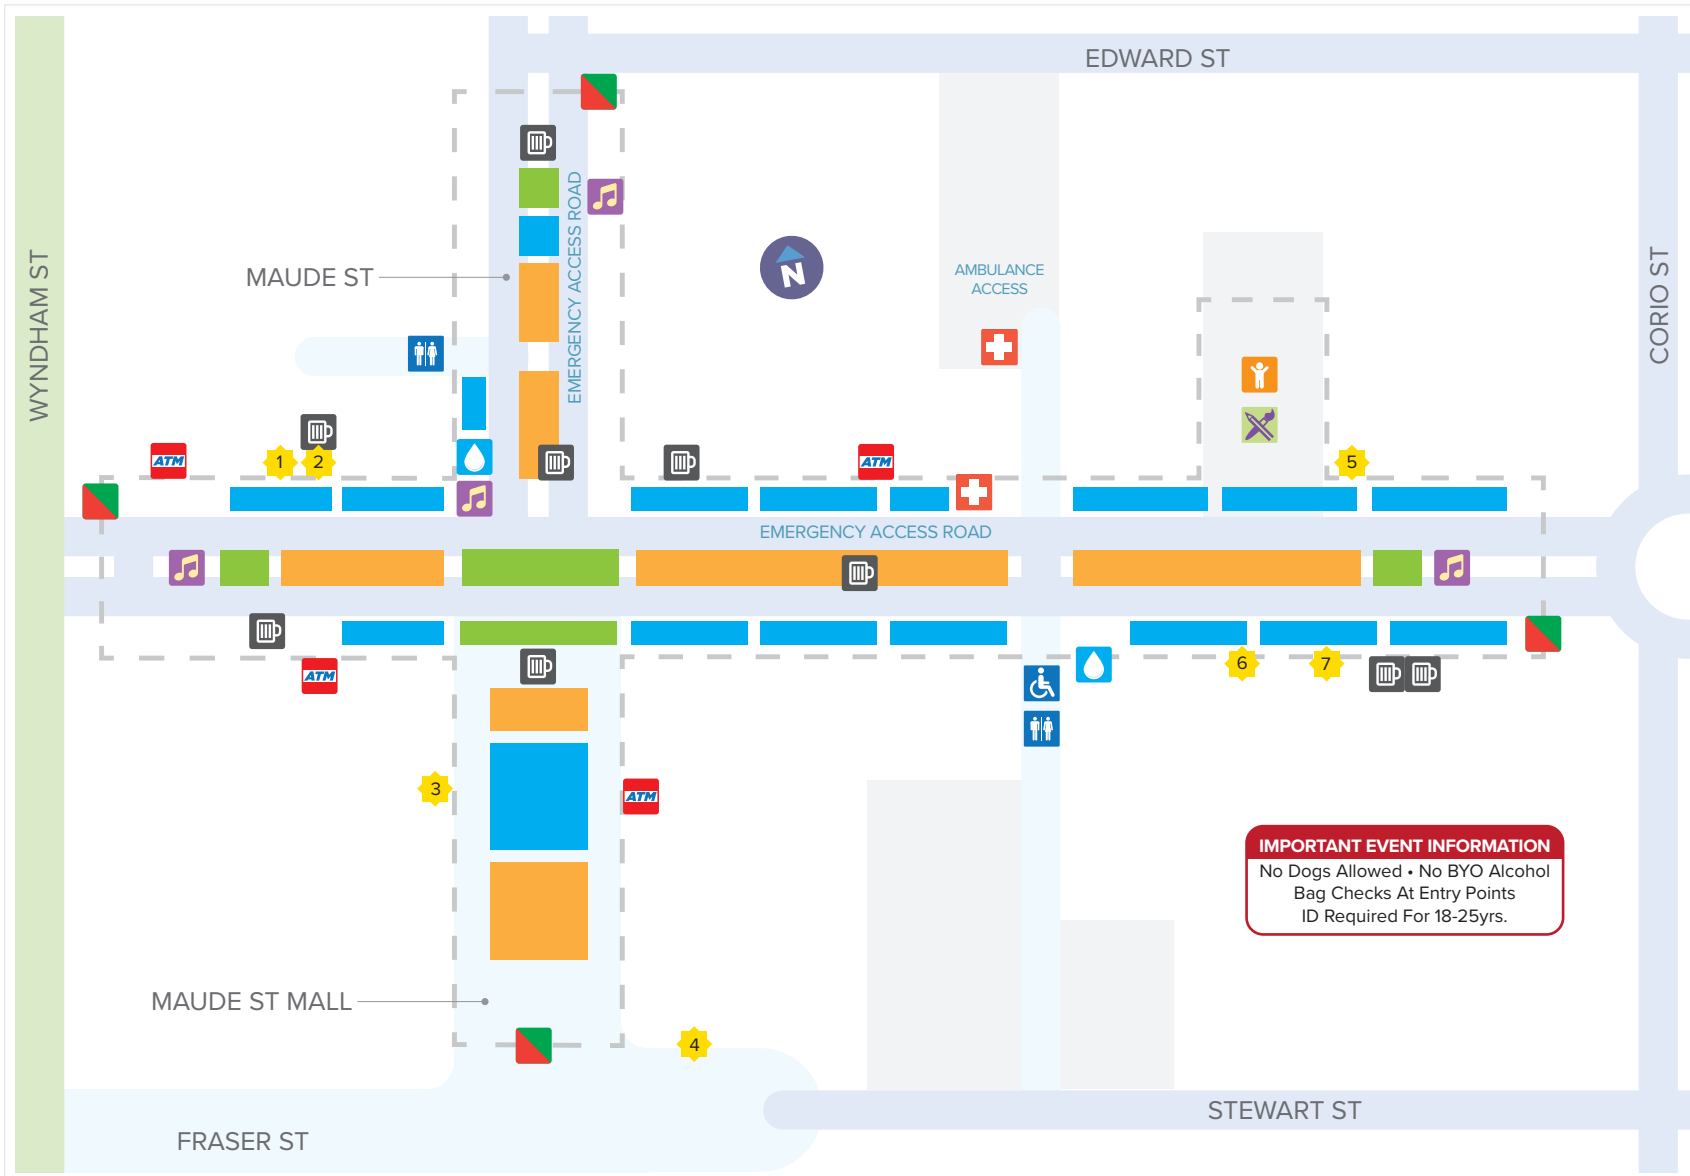 EDWARD ST
WYNDHAM ST
MAUDE ST
EMERGENCY ACCESS ROAD
N
AMBULANCE
ACCESS
CORIO ST
ATM
1
2
ATM
5
EMERGENCY ACCESS ROAD
ATM
6
7
3
ATM
IMPORTANT EVENT INFORMATION
No Dogs Allowed • No BYO Alcohol
Bag Checks At Entry Points
ID Required For 18-25yrs.
MAUDE ST MALL
4
STEWART ST
FRASER ST